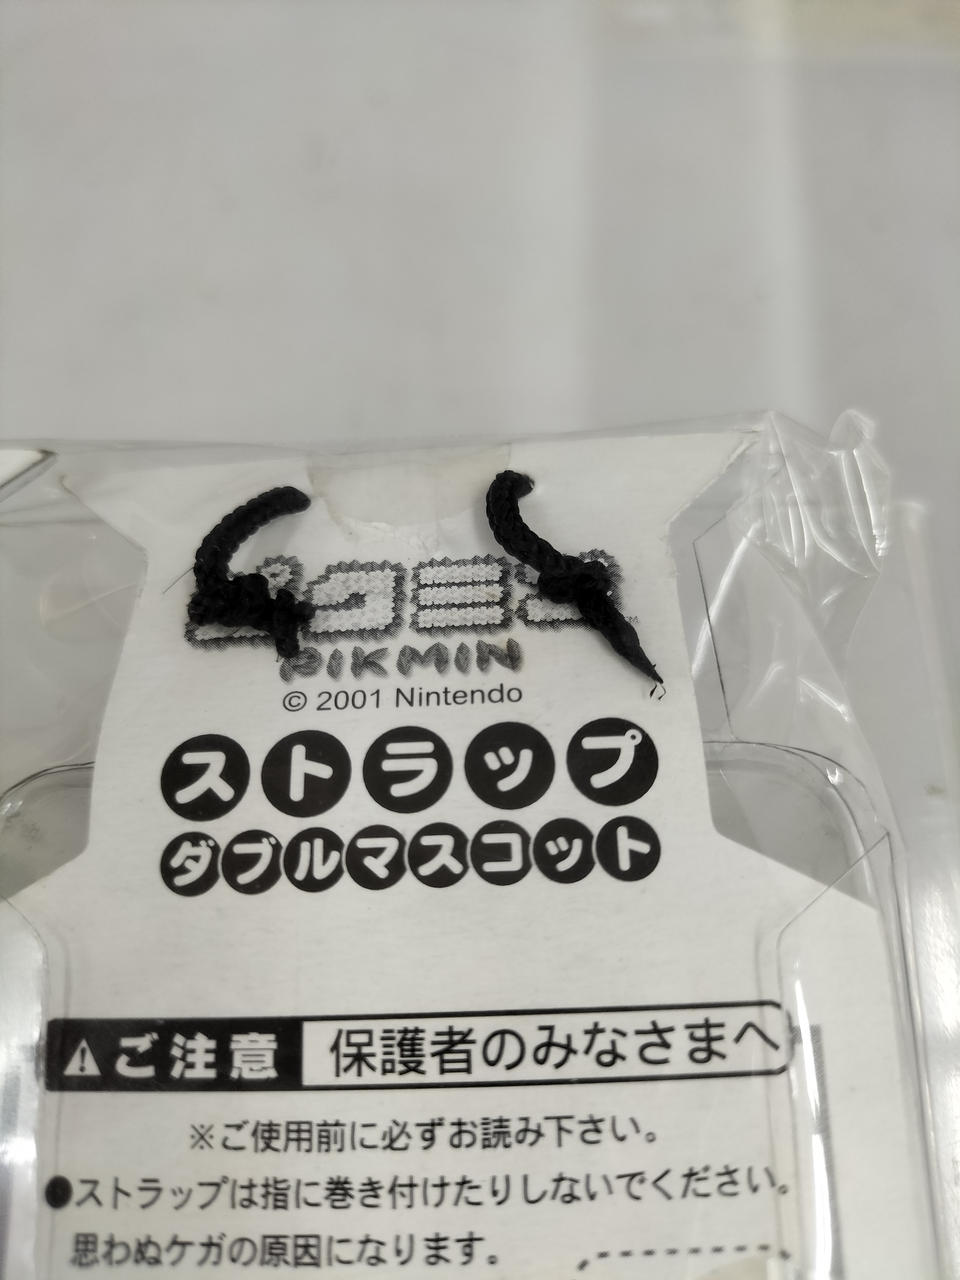 ピクミン
PIKMIN
© 2001 Nintendo
ストラップ
ダブルマスコット
⚠ご注意 保護者のみなさまへ
※ご使用前に必ずお読み下さい。
●ストラップは指に巻き付けたりしないでください。
思わぬケガの原因になります。